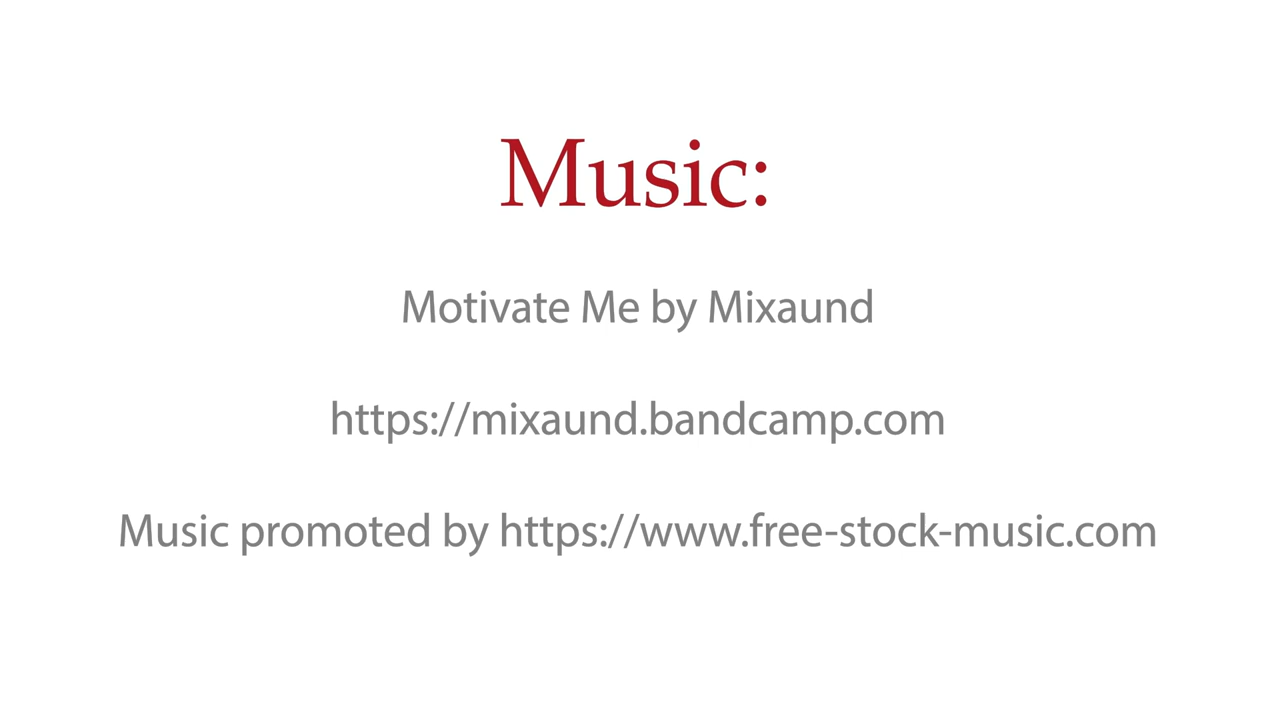 Music:
Motivate Me by Mixaund
https://mixaund.bandcamp.com
Music promoted by https://www.free-stock-music.com